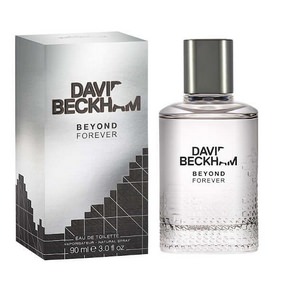 DAVID
BECKHAM
BEYOND
FOREVER
EAU DE TOILETTE
VAPORISATEUR - NATURAL SPRAY
90 ml e 3.0 fl oz
DAVID
BECKHAM
BEYOND
FOREVER